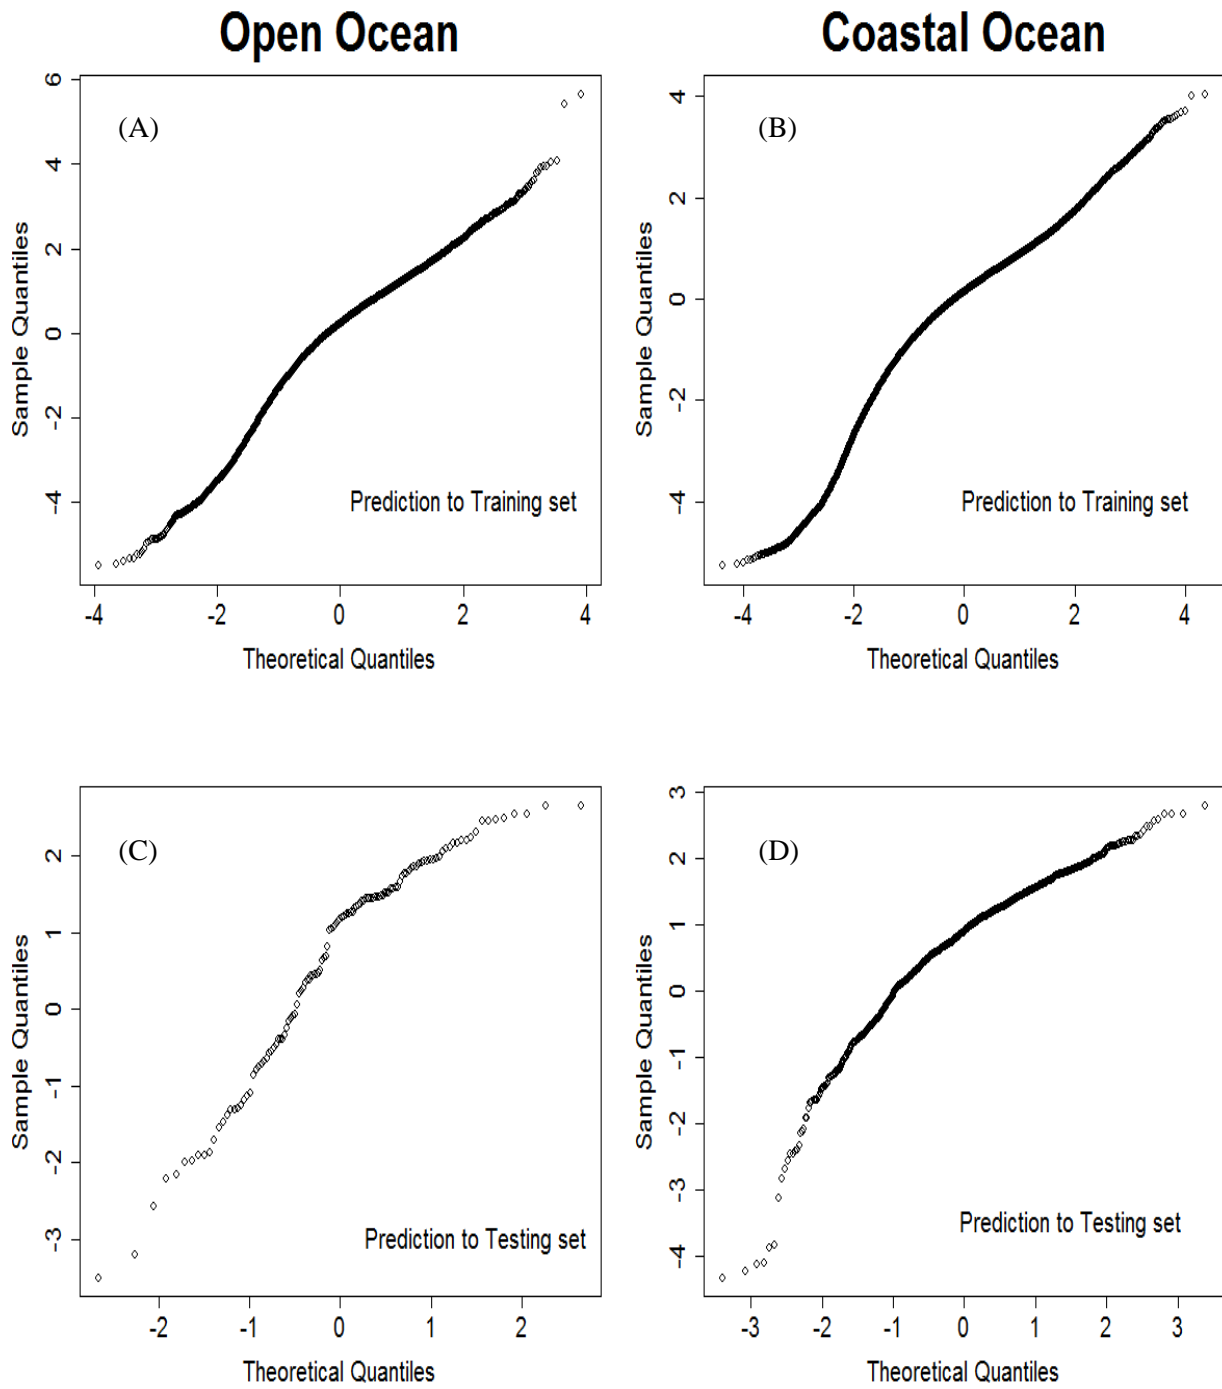 Open Ocean
Coastal Ocean
(A)
Sample Quantiles
6
4
2
0
-2
-4
Prediction to Training set
-4 -2 0 2 4
Theoretical Quantiles
(B)
Sample Quantiles
4
2
0
-2
-4
Prediction to Training set
-4 -2 0 2 4
Theoretical Quantiles
(C)
Sample Quantiles
2
1
0
-1
-2
-3
Prediction to Testing set
-2 -1 0 1 2
Theoretical Quantiles
(D)
Sample Quantiles
3
2
1
0
-1
-2
-3
-4
Prediction to Testing set
-3 -2 -1 0 1 2 3
Theoretical Quantiles